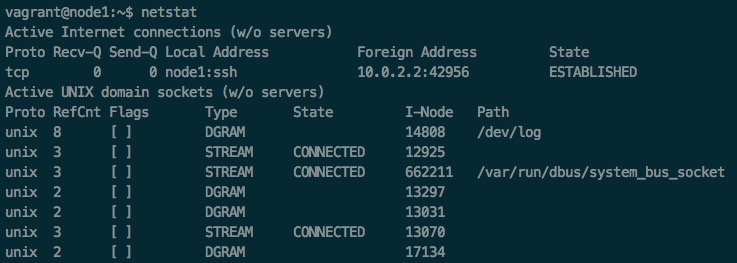 vagrant@node1:~$ netstat
Active Internet connections (w/o servers)
Proto Recv-Q Send-Q Local Address           Foreign Address         State
tcp        0      0 node1:ssh               10.0.2.2:42956          ESTABLISHED
Active UNIX domain sockets (w/o servers)
Proto RefCnt Flags       Type       State         I-Node   Path
unix  8      [ ]         DGRAM                    14808    /dev/log
unix  3      [ ]         STREAM     CONNECTED     12925
unix  3      [ ]         STREAM     CONNECTED     662211   /var/run/dbus/system_bus_socket
unix  2      [ ]         DGRAM                    13297
unix  2      [ ]         DGRAM                    13031
unix  3      [ ]         STREAM     CONNECTED     13070
unix  2      [ ]         DGRAM                    17134